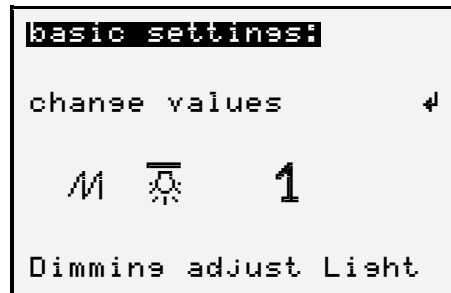 basic settings:
change values ↲
M 1
Dimming adjust Light